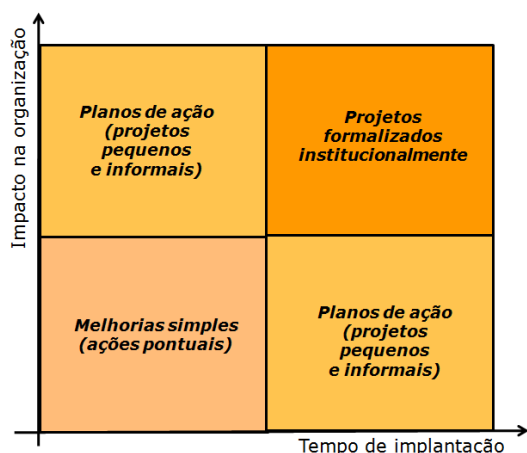 Impacto na organização
Planos de ação
(projetos
pequenos
e informais)
Projetos
formalizados
institucionalmente
Melhorias simples
(ações pontuais)
Planos de ação
(projetos
pequenos
e informais)
Tempo de implantação